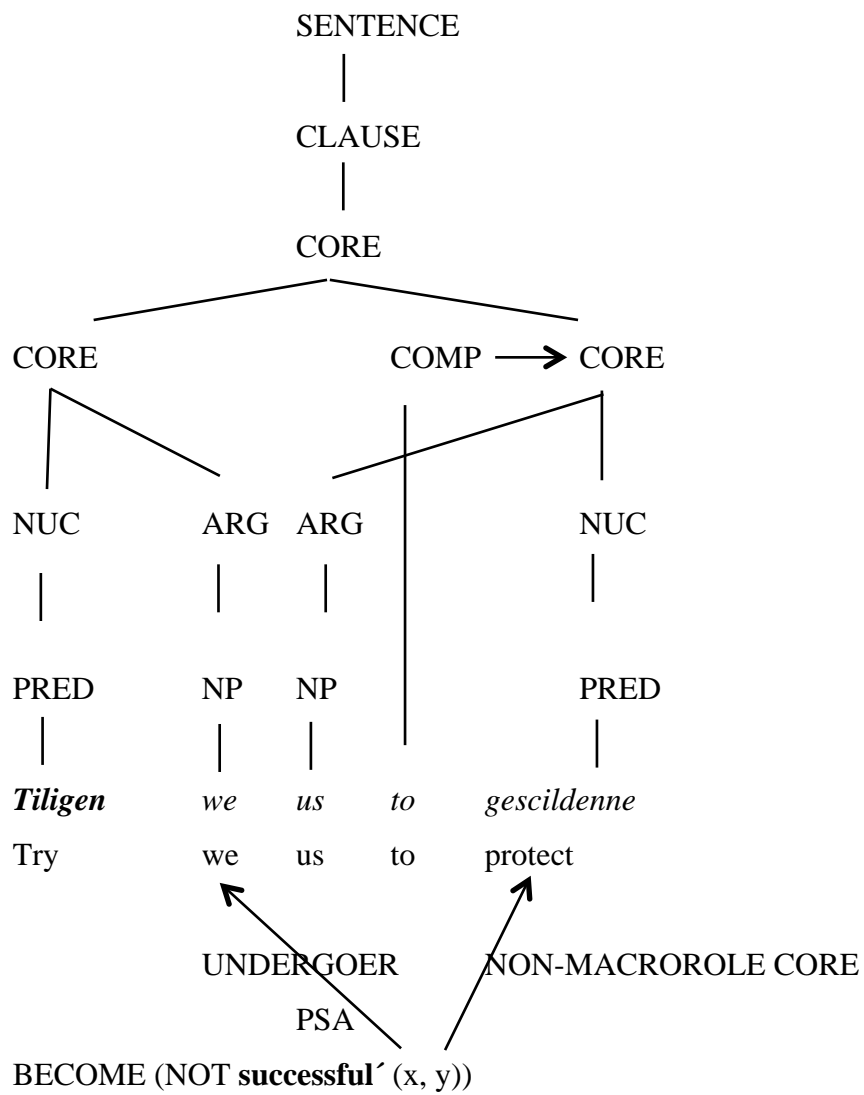 SENTENCE
CLAUSE
CORE
CORE COMP CORE
NUC ARG ARG NUC
PRED NP NP PRED
Tiligen we us to gescildenne
Try we us to protect
UNDERGOER NON-MACROROLE CORE
PSA
BECOME (NOT successful´ (x, y))